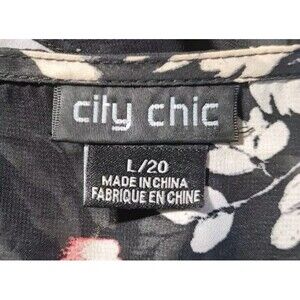 city chic
L/20
MADE IN CHINA
FABRIQUE EN CHINE